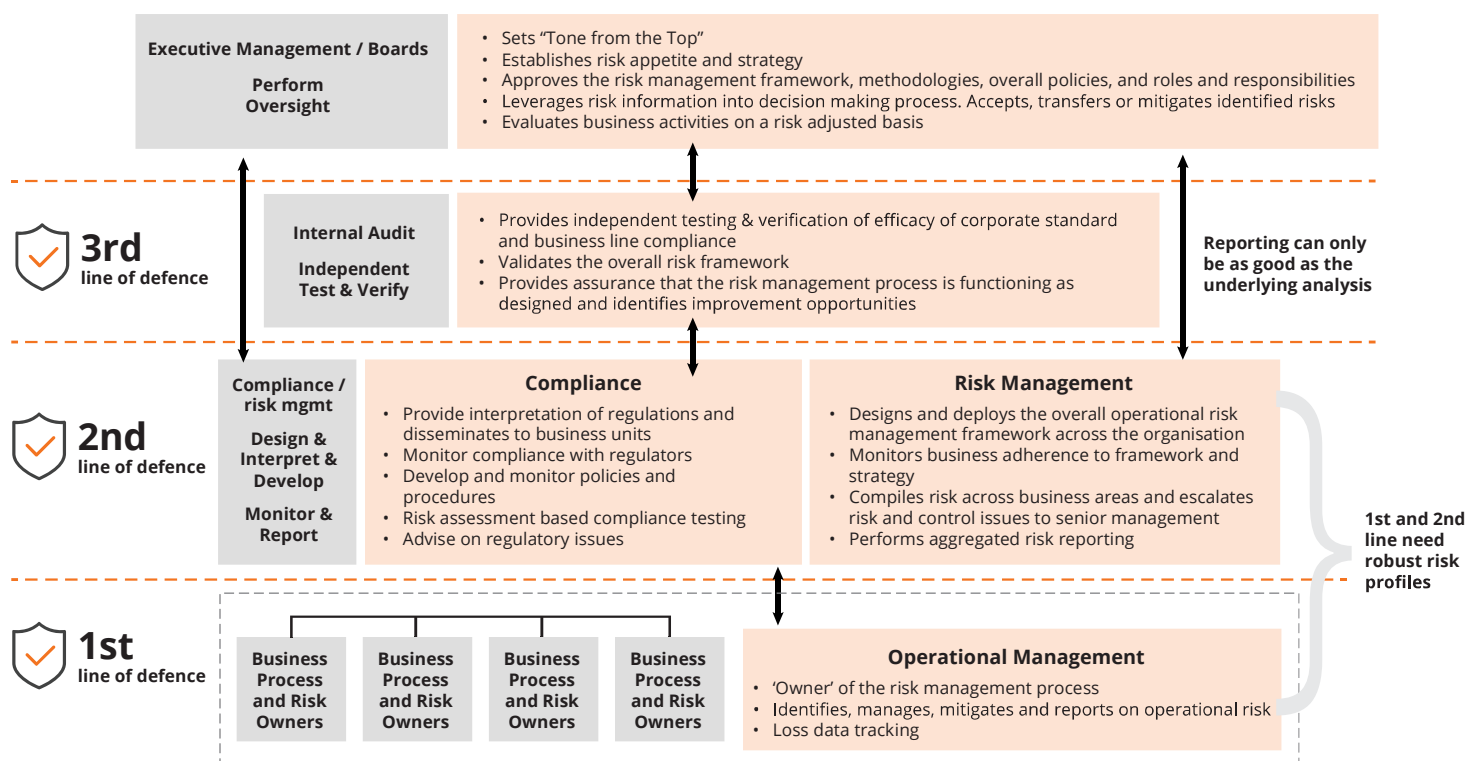 Executive Management / Boards
Perform
Oversight
• Sets “Tone from the Top”
• Establishes risk appetite and strategy
• Approves the risk management framework, methodologies, overall policies, and roles and responsibilities
• Leverages risk information into decision making process. Accepts, transfers or mitigates identified risks
• Evaluates business activities on a risk adjusted basis
3rd
line of defence
Internal Audit
Independent
Test & Verify
• Provides independent testing & verification of efficacy of corporate standard
and business line compliance
• Validates the overall risk framework
• Provides assurance that the risk management process is functioning as
designed and identifies improvement opportunities
Reporting can only
be as good as the
underlying analysis
2nd
line of defence
Compliance /
risk mgmt
Design &
Interpret &
Develop
Monitor &
Report
Compliance
• Provide interpretation of regulations and
disseminates to business units
• Monitor compliance with regulators
• Develop and monitor policies and
procedures
• Risk assessment based compliance testing
• Advise on regulatory issues
Risk Management
• Designs and deploys the overall operational risk
management framework across the organisation
• Monitors business adherence to framework and
strategy
• Compiles risk across business areas and escalates
risk and control issues to senior management
• Performs aggregated risk reporting
1st and 2nd
line need
robust risk
profiles
1st
line of defence
Business
Process
and Risk
Owners
Business
Process
and Risk
Owners
Business
Process
and Risk
Owners
Business
Process
and Risk
Owners
Operational Management
• ‘Owner’ of the risk management process
• Identifies, manages, mitigates and reports on operational risk
• Loss data tracking